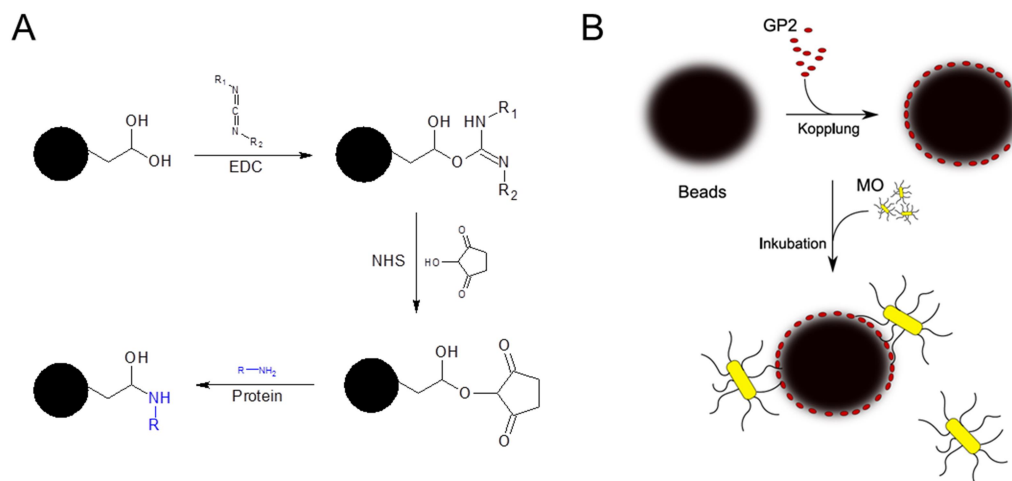 A
R1
N
C
N
R2
EDC
OH
OH
OH
HN
R1
O
N
R2
NHS
O
HO
O
OH
O
O
O
R—NH2
Protein
OH
NH
R
B
GP2
Kopplung
Beads
MO
Inkubation